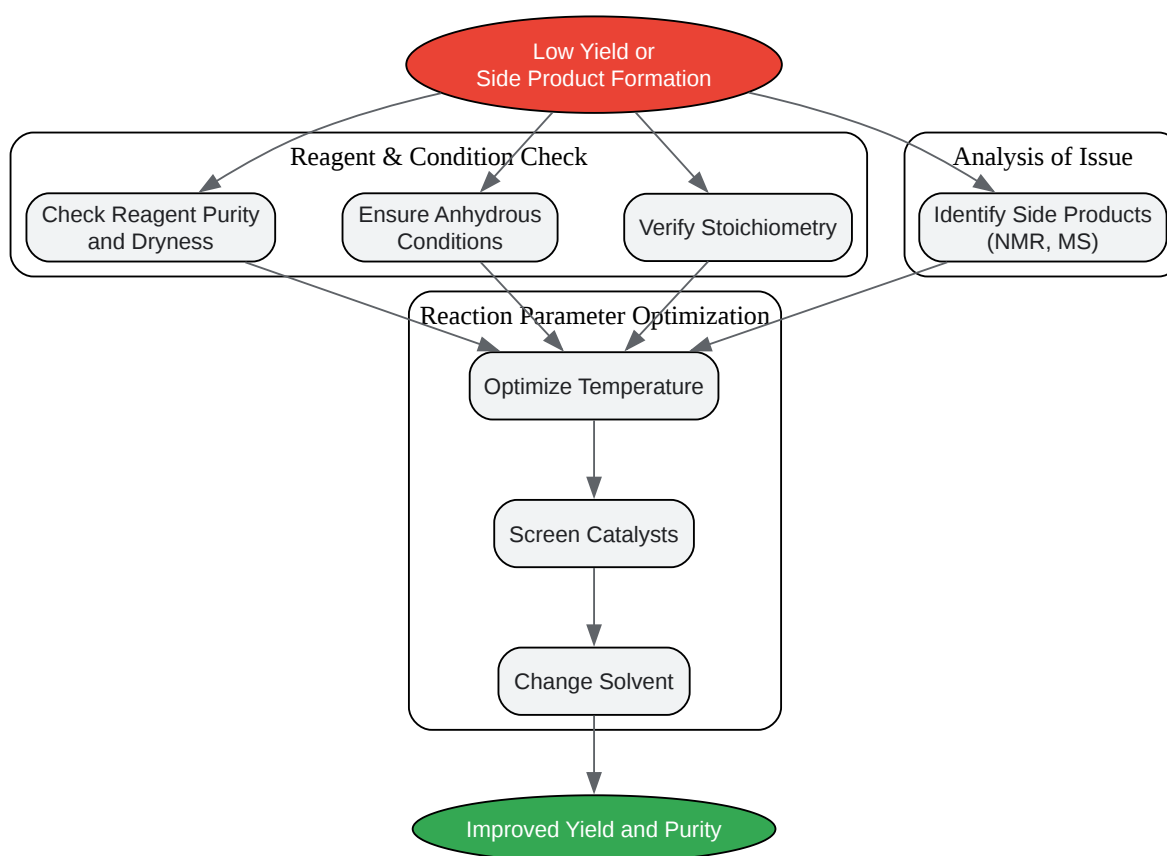 Low Yield or
Side Product Formation
Reagent & Condition Check
Analysis of Issue
Check Reagent Purity
and Dryness
Ensure Anhydrous
Conditions
Verify Stoichiometry
Identify Side Products
(NMR, MS)
Reaction Parameter Optimization
Optimize Temperature
Screen Catalysts
Change Solvent
Improved Yield and Purity